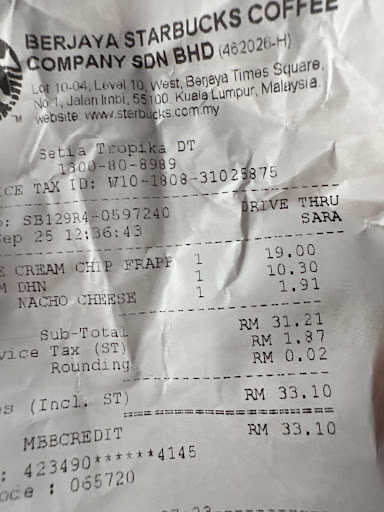 BERJAYA STARBUCKS COFFEE
COMPANY SDN BHD (462026-H)
Lot 10-04, Level 10, West, Berjaya Times Square,
No.1, Jalan Imbi, 55100, Kuala Lumpur, Malaysia.
TM website: www.starbucks.com.my
Setia Tropika DT
1300-80-8989
ICE TAX ID: W10-1808-31025875
: SB129R4-0597240 DRIVE THRU
ep 25 12:36:43 SARA
E CREAM CHIP FRAPP 1 19.00
M DHN 1 10.30
NACHO CHEESE 1 1.91
Sub-Total RM 31.21
vice Tax (ST) RM 1.87
Rounding RM 0.02
s (Incl. ST) RM 33.10
MBBCREDIT RM 33.10
: 423490******4145
oce : 065720